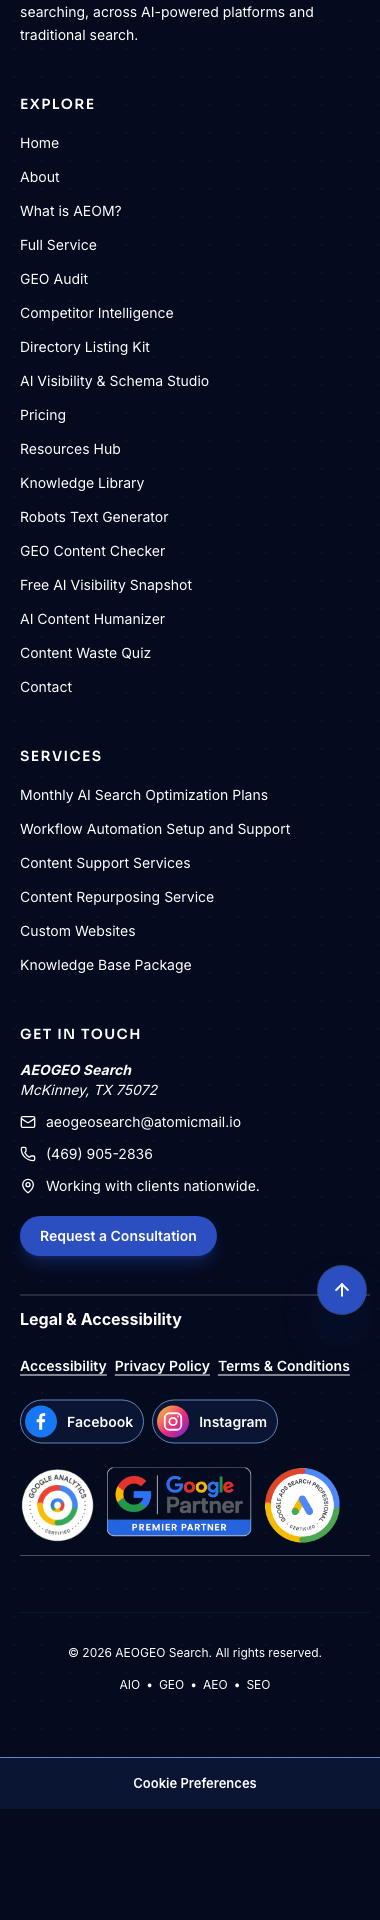 searching, across AI-powered platforms and
traditional search.
EXPLORE
Home
About
What is AEOM?
Full Service
GEO Audit
Competitor Intelligence
Directory Listing Kit
AI Visibility & Schema Studio
Pricing
Resources Hub
Knowledge Library
Robots Text Generator
GEO Content Checker
Free AI Visibility Snapshot
AI Content Humanizer
Content Waste Quiz
Contact
SERVICES
Monthly AI Search Optimization Plans
Workflow Automation Setup and Support
Content Support Services
Content Repurposing Service
Custom Websites
Knowledge Base Package
GET IN TOUCH
AEOGEO Search
McKinney, TX 75072
aeogeosearch@atomicmail.io
(469) 905-2836
Working with clients nationwide.
Request a Consultation
Legal & Accessibility
Accessibility Privacy Policy Terms & Conditions
Facebook Instagram
GOOGLE ANALYTICS
• CERTIFIED •
Google
Partner
PREMIER PARTNER
GOOGLE ADS SEARCH PROFESSIONAL
• CERTIFIED •
© 2026 AEOGEO Search. All rights reserved.
AIO • GEO • AEO • SEO
Cookie Preferences